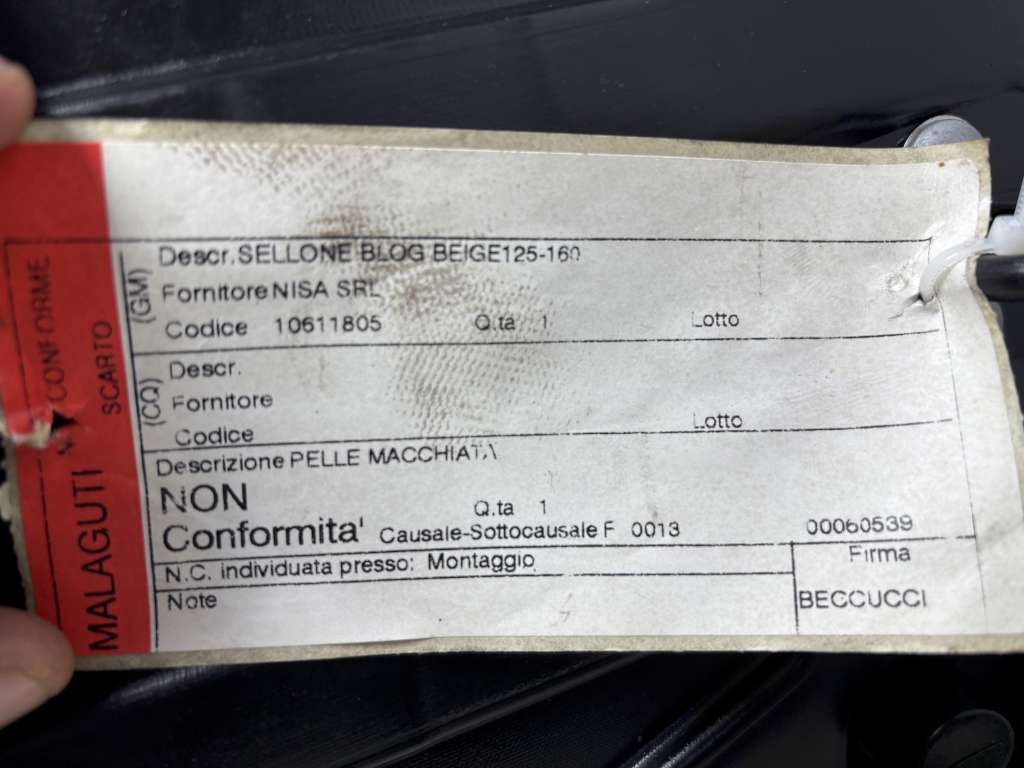 CONFORME
SCARTO
MALAGUTI
(GM)
Descr. SELLONE BLOG BEIGE125-160
Fornitore NISA SRL
Codice 10611805 Q.ta 1 Lotto
(CQ)
Descr.
Fornitore
Codice Lotto
Descrizione PELLE MACCHIATA
NON
Conformita' Q.ta 1
Causale-Sottocausale F 0013 00060539
N.C. individuata presso: Montaggio Firma
Note BECCUCCI